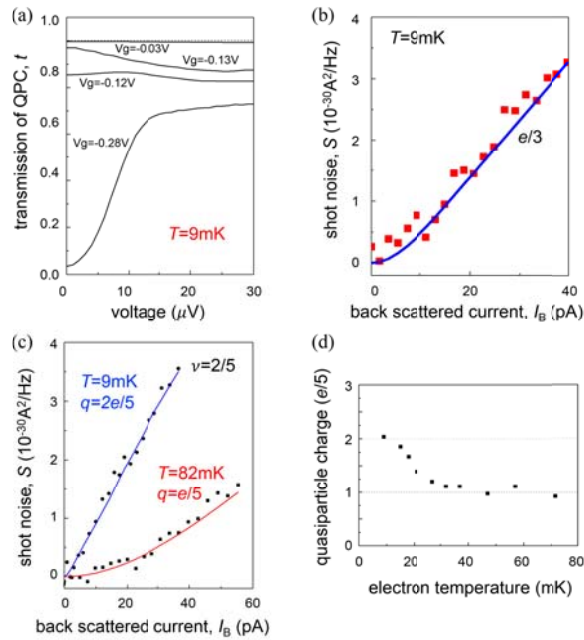 (a)
1.0
0.8
0.6
0.4
0.2
0.0
transmission of QPC, t
Vg=-0.03V
Vg=-0.13V
Vg=-0.12V
Vg=-0.28V
T=9mK
0
10
20
30
voltage (μV)
(b)
4
3
2
1
0
shot noise, S (10⁻³⁰A²/Hz)
T=9mK
e/3
0
10
20
30
40
back scattered current, I_B (pA)
(c)
4
3
2
1
0
shot noise, S (10⁻³⁰A²/Hz)
T=9mK
q=2e/5
ν=2/5
T=82mK
q=e/5
0
20
40
60
back scattered current, I_B (pA)
(d)
3
2
1
0
quasiparticle charge (e/5)
0
20
40
60
80
electron temperature (mK)